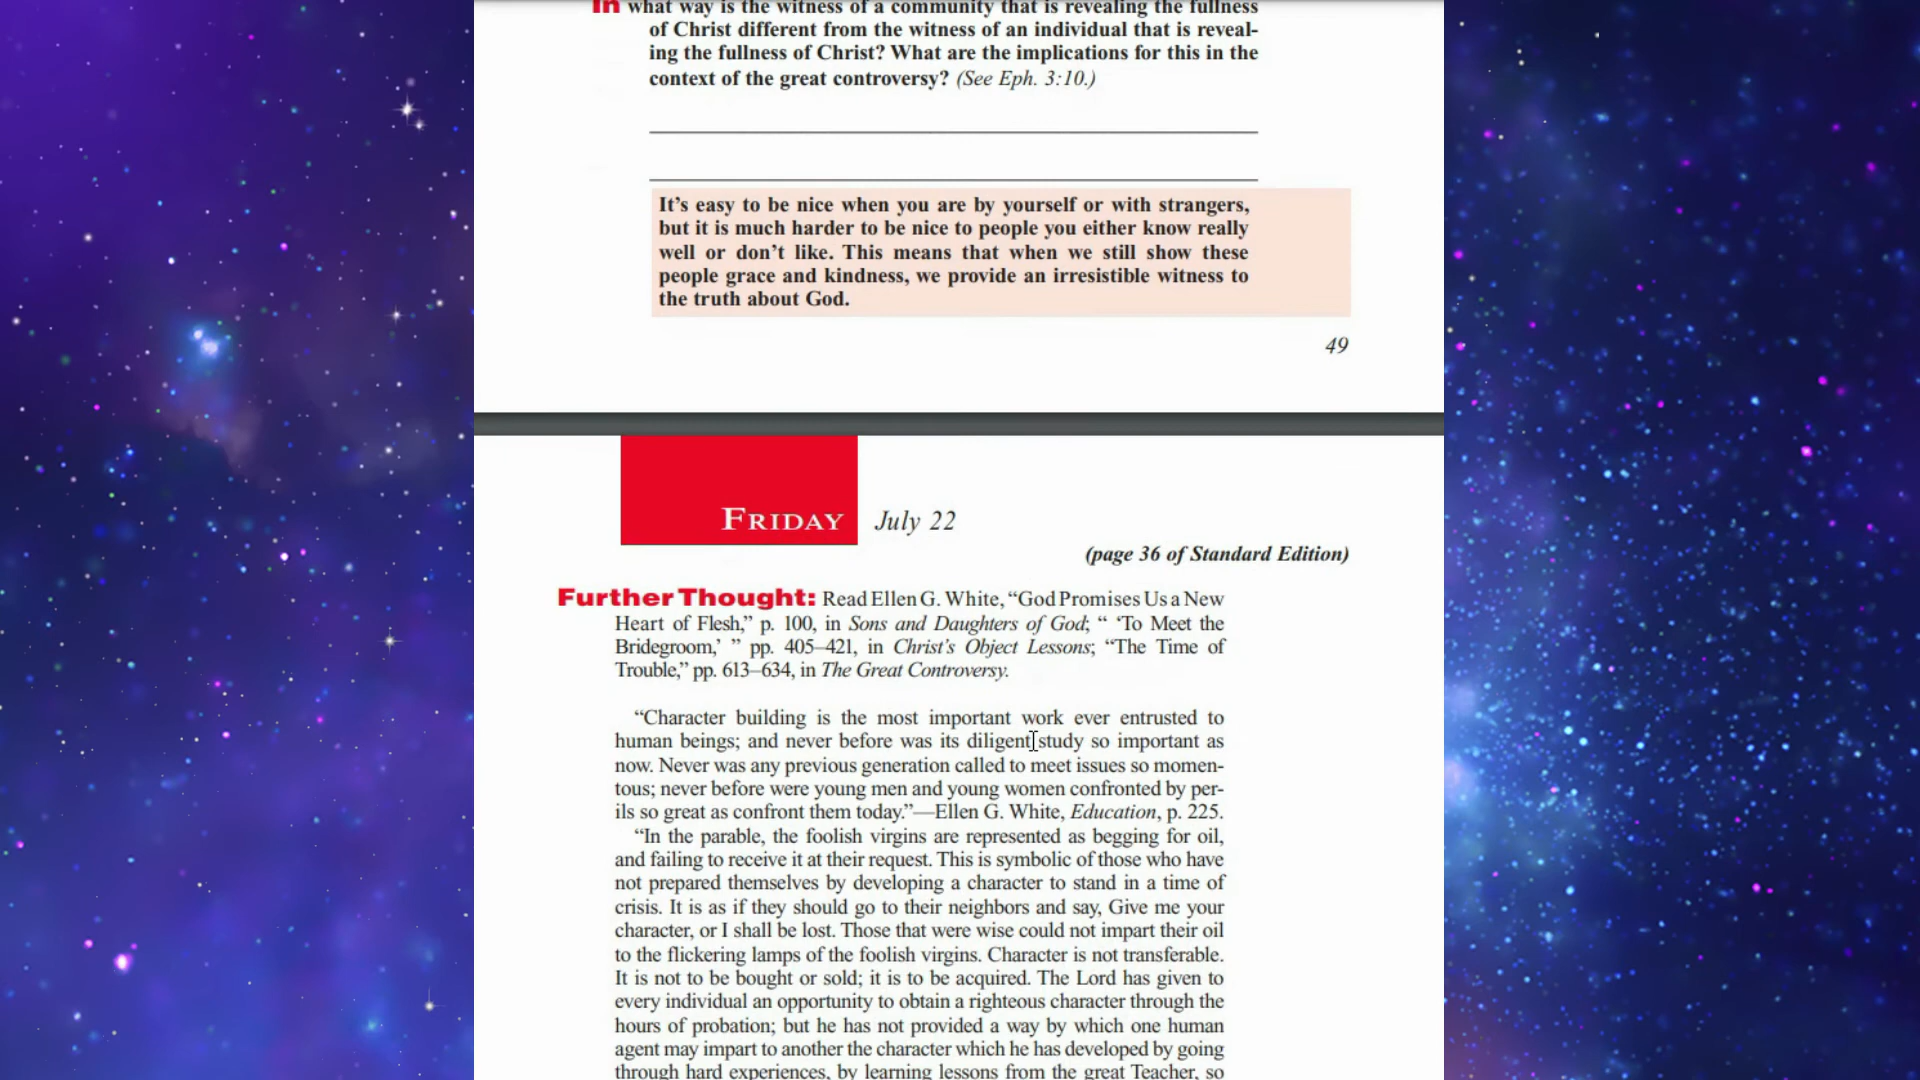 In what way is the witness of a community that is revealing the fullness
of Christ different from the witness of an individual that is reveal-
ing the fullness of Christ? What are the implications for this in the
context of the great controversy? (See Eph. 3:10.)
It's easy to be nice when you are by yourself or with strangers,
but it is much harder to be nice to people you either know really
well or don't like. This means that when we still show these
people grace and kindness, we provide an irresistible witness to
the truth about God.
49
FRIDAY July 22
(page 36 of Standard Edition)
Further Thought: Read Ellen G. White, “God Promises Us a New
Heart of Flesh,” p. 100, in Sons and Daughters of God; “ ‘To Meet the
Bridegroom,’ ” pp. 405–421, in Christ’s Object Lessons; “The Time of
Trouble,” pp. 613–634, in The Great Controversy.
“Character building is the most important work ever entrusted to
human beings; and never before was its diligent study so important as
now. Never was any previous generation called to meet issues so momen-
tous; never before were young men and young women confronted by per-
ils so great as confront them today.”—Ellen G. White, Education, p. 225.
“In the parable, the foolish virgins are represented as begging for oil,
and failing to receive it at their request. This is symbolic of those who have
not prepared themselves by developing a character to stand in a time of
crisis. It is as if they should go to their neighbors and say, Give me your
character, or I shall be lost. Those that were wise could not impart their oil
to the flickering lamps of the foolish virgins. Character is not transferable.
It is not to be bought or sold; it is to be acquired. The Lord has given to
every individual an opportunity to obtain a righteous character through the
hours of probation; but he has not provided a way by which one human
agent may impart to another the character which he has developed by going
through hard experiences, by learning lessons from the great Teacher, so